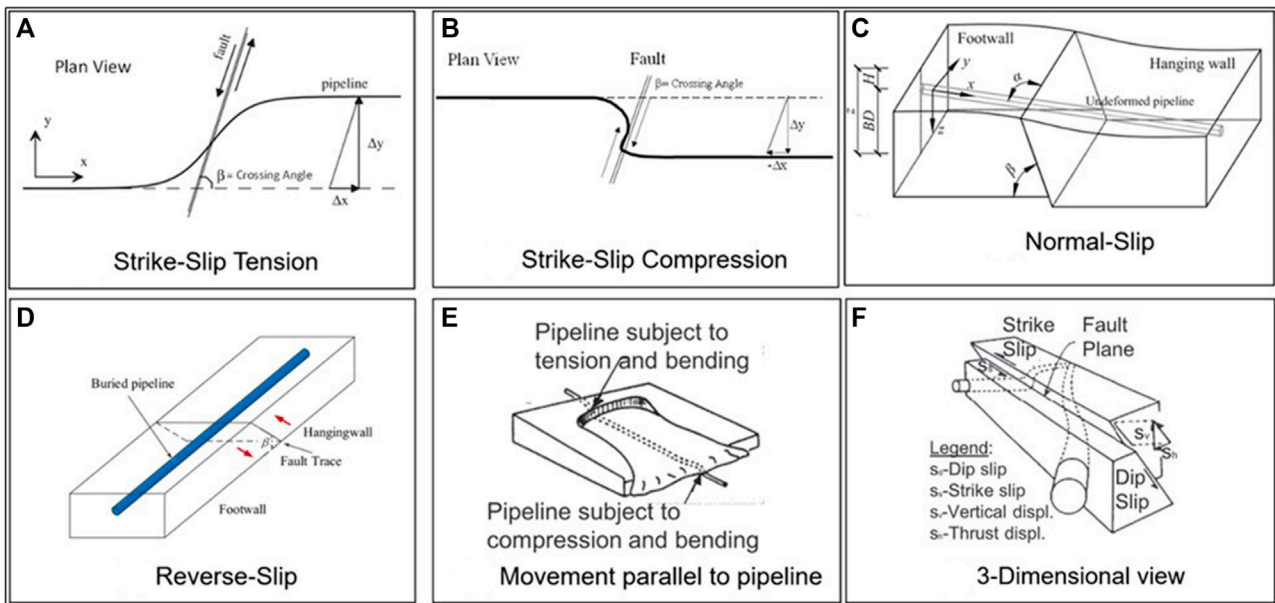 A
Plan View
fault
pipeline
y
x
Δy
β = Crossing Angle
Δx
Strike-Slip Tension
B
Plan View
Fault
β= Crossing Angle
Δy
-Δx
Strike-Slip Compression
C
Footwall
Hanging wall
H
y
α
x
Undeformed pipeline
BD
z
β
Normal-Slip
D
Buried pipeline
Hangingwall
β
Fault Trace
Footwall
Reverse-Slip
E
Pipeline subject to
tension and bending
Pipeline subject to
compression and bending
Movement parallel to pipeline
F
Strike
Slip
Fault
Plane
Legend:
Sᵥ
Sₕ
-Dip slip
-Strike slip
-Vertical displ.
-Thrust displ.
Dip
Slip
3-Dimensional view